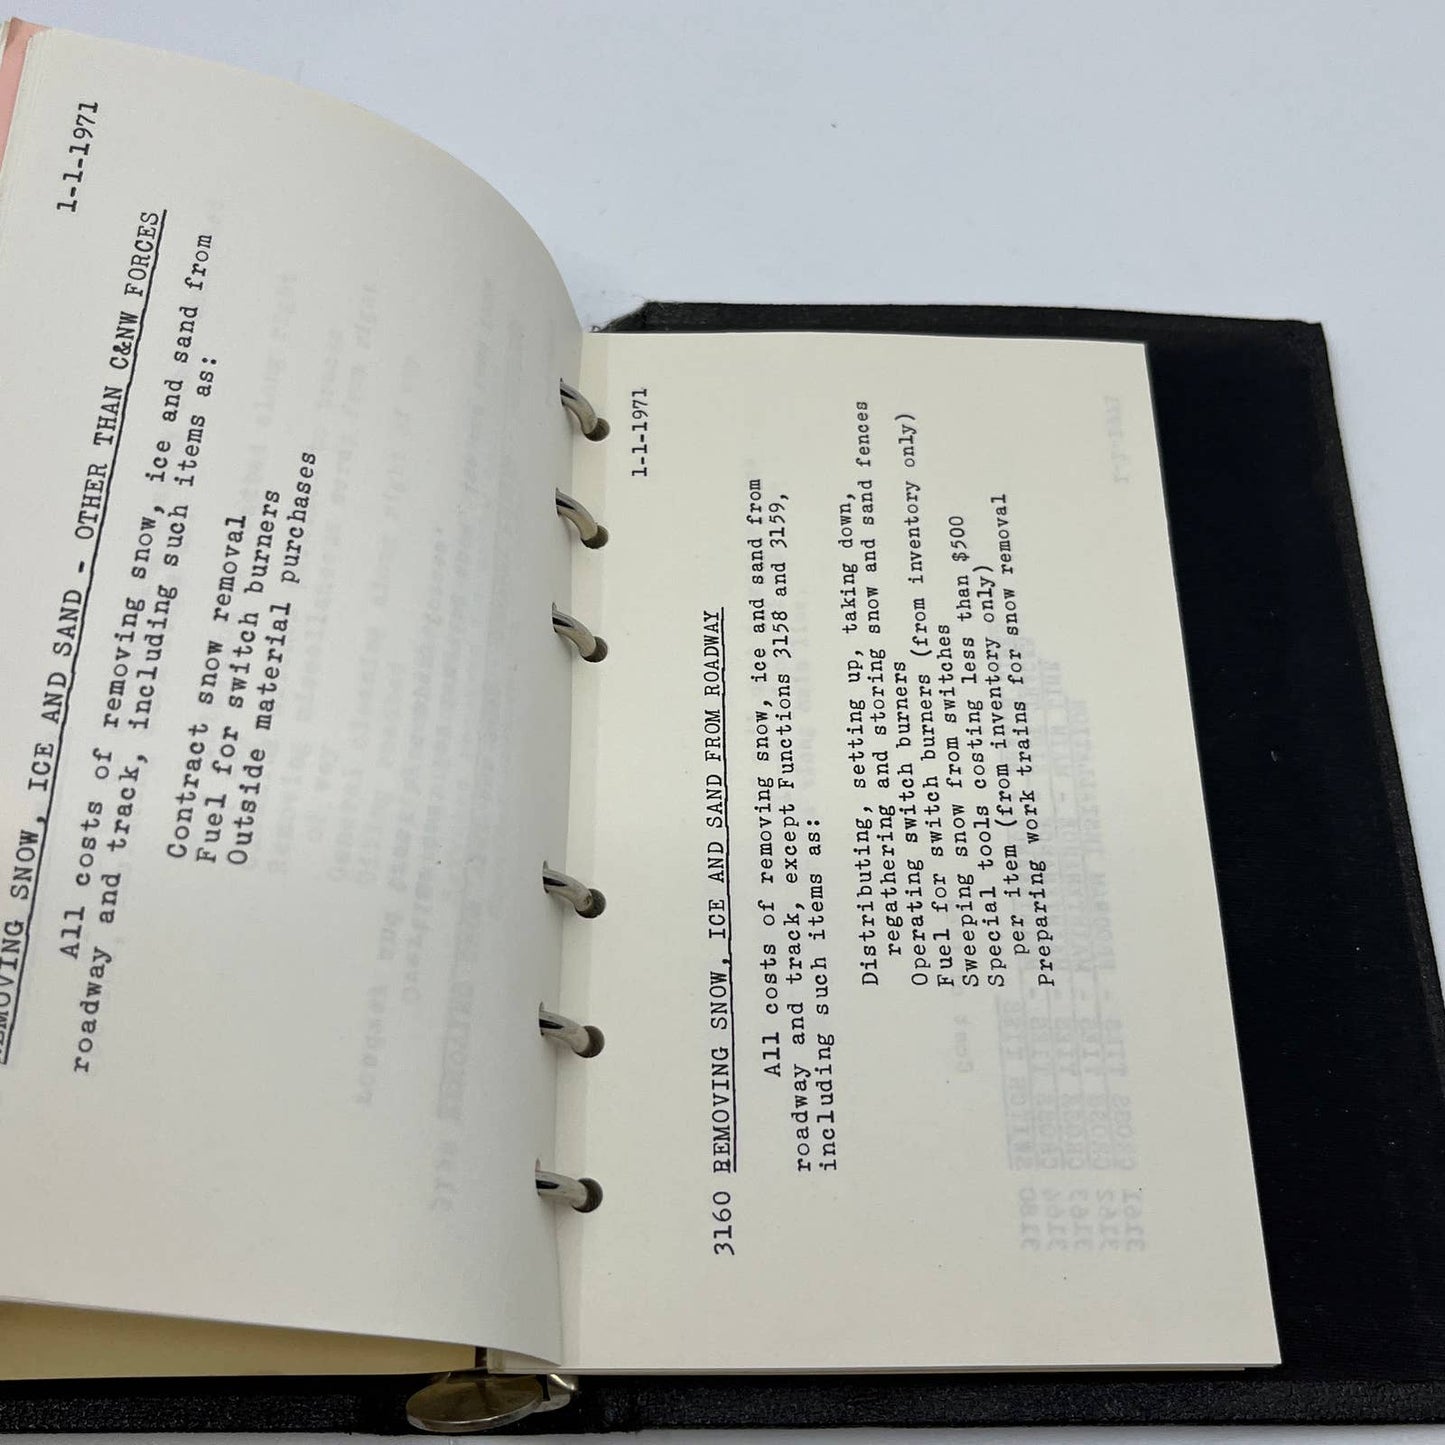 1-1-1971
REMOVING SNOW, ICE AND SAND - OTHER THAN C&NW FORCES
All costs of removing snow, ice and sand from
roadway and track, including such items as:
Contract snow removal
Fuel for switch burners
Outside material purchases
1-1-1971
3160 REMOVING SNOW, ICE AND SAND FROM ROADWAY
All costs of removing snow, ice and sand from
roadway and track, except Functions 3158 and 3159,
including such items as:
Distributing, setting up, taking down,
regathering and storing snow and sand fences
Operating switch burners
Fuel for switch burners (from inventory only)
Sweeping snow from switches
Special tools costing less than $500
per item (from inventory only)
Preparing work trains for snow removal